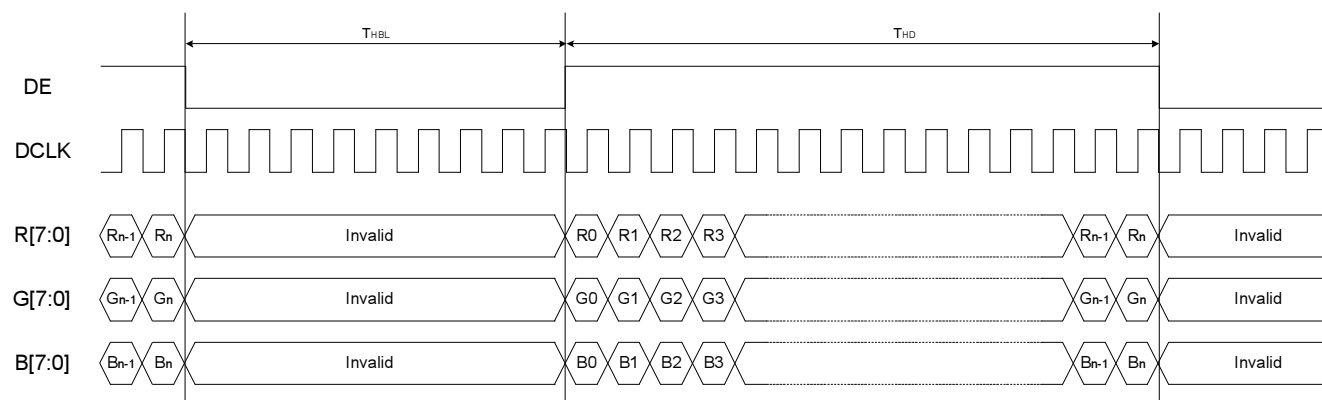 THBL THD
DE
DCLK
R[7:0] Rn-1 Rn Invalid R0 R1 R2 R3 Rn-1 Rn Invalid
G[7:0] Gn-1 Gn Invalid G0 G1 G2 G3 Gn-1 Gn Invalid
B[7:0] Bn-1 Bn Invalid B0 B1 B2 B3 Bn-1 Bn Invalid